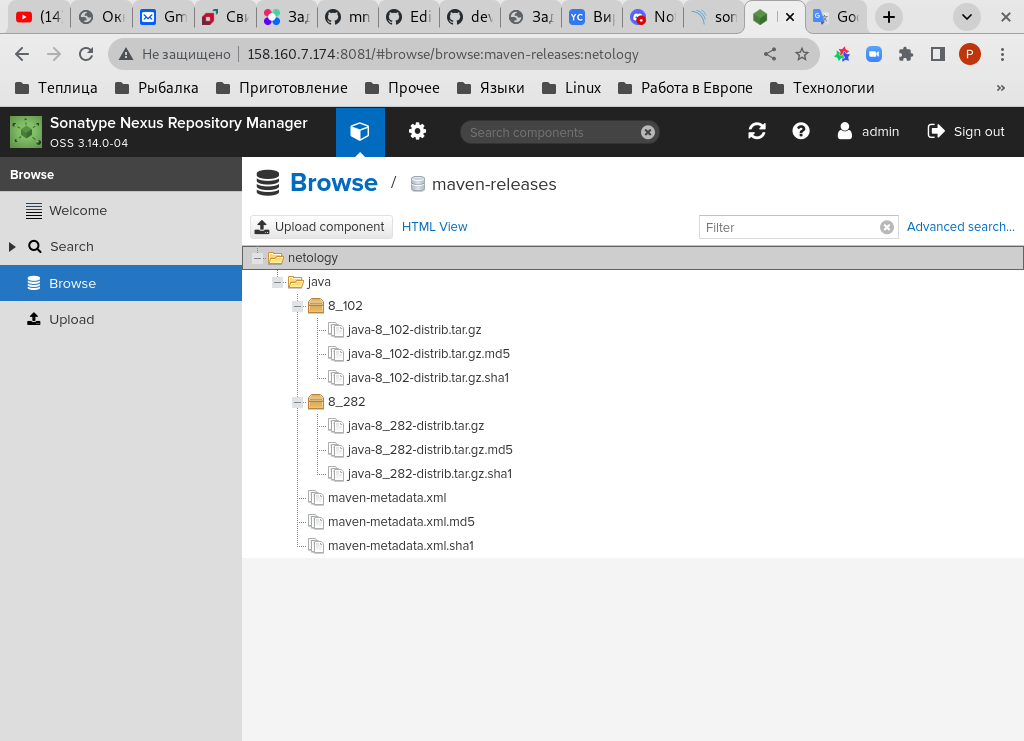 (14 Окн Gm Сви Зад mn Edi dev Зад YC Вир No son Goo
Не защищено 158.160.7.174:8081/#browse/browse:maven-releases:netology P
Теплица Рыбалка Приготовление Прочее Языки Linux Работа в Европе Технологии »
Sonatype Nexus Repository Manager
OSS 3.14.0-04
Search components
admin Sign out
Browse
Welcome
Search
Browse
Upload
Browse / maven-releases
Upload component HTML View Filter Advanced search...
netology
java
8_102
java-8_102-distrib.tar.gz
java-8_102-distrib.tar.gz.md5
java-8_102-distrib.tar.gz.sha1
8_282
java-8_282-distrib.tar.gz
java-8_282-distrib.tar.gz.md5
java-8_282-distrib.tar.gz.sha1
maven-metadata.xml
maven-metadata.xml.md5
maven-metadata.xml.sha1